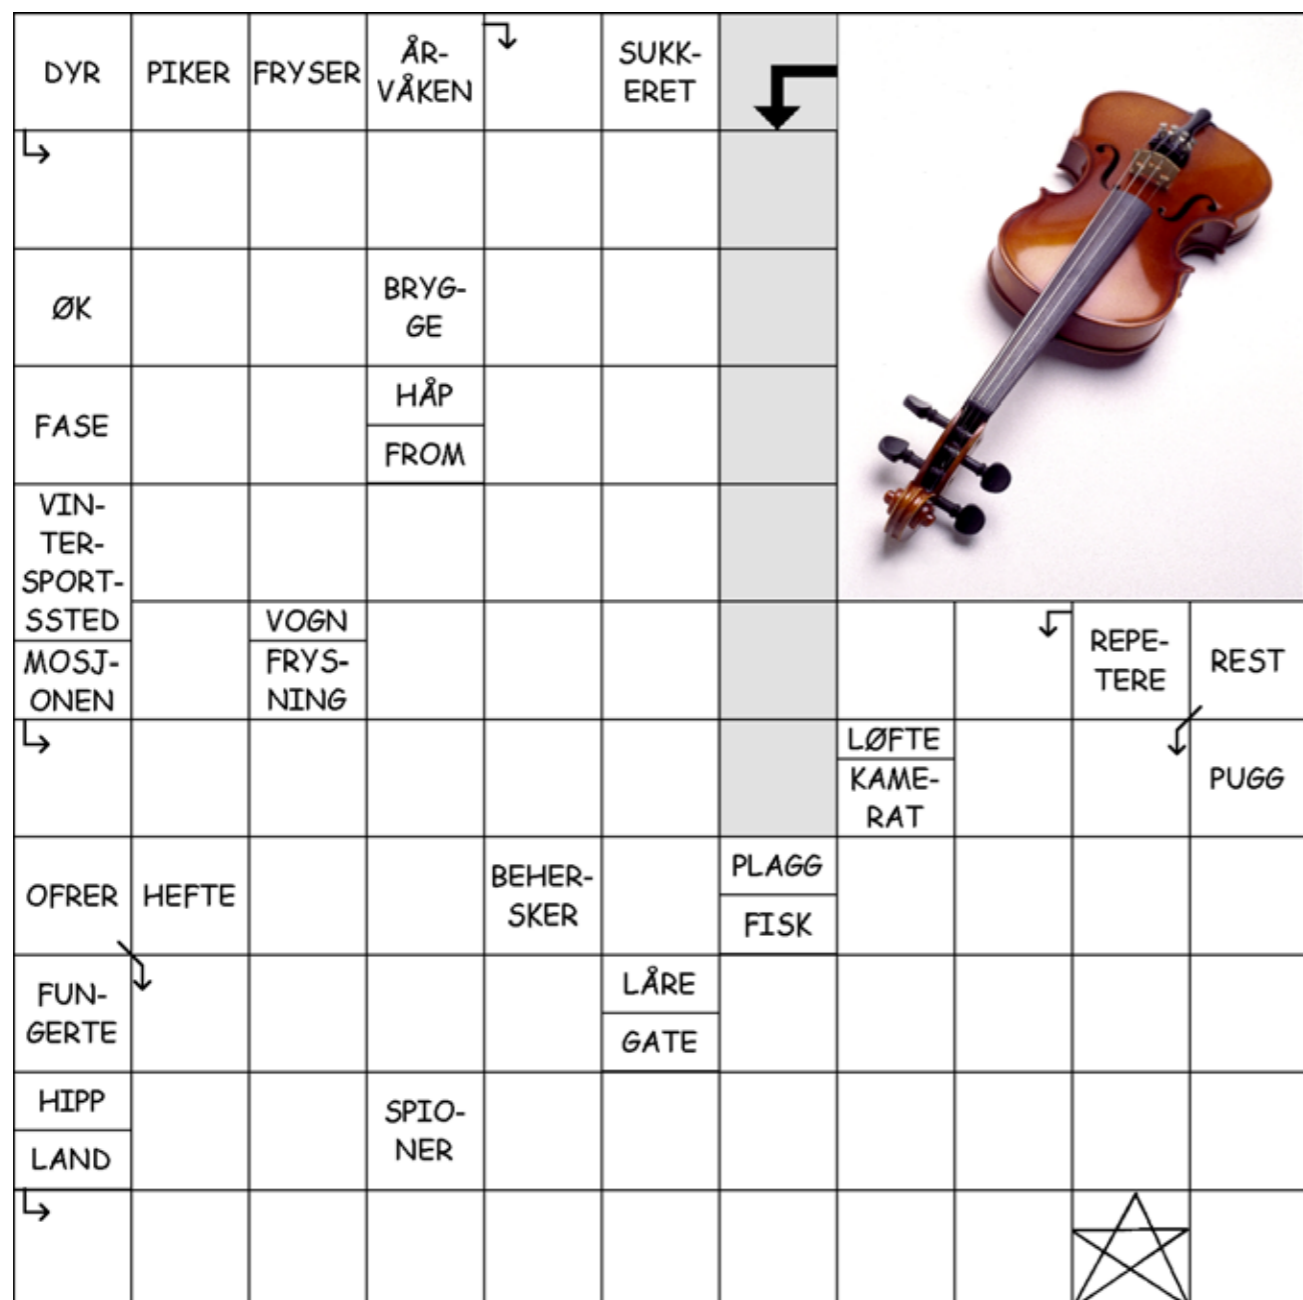 DYR
PIKER
FRYSER
ÅR-
VÅKEN
SUKK-
ERET
ØK
BRYG-
GE
FASE
HÅP
FROM
VIN-
TER-
SPORT-
SSTED
MOSJ-
ONEN
VOGN
FRYS-
NING
REPE-
TERE
REST
LØFTE
KAME-
RAT
PUGG
OFRER
HEFTE
BEHER-
SKER
PLAGG
FISK
FUN-
GERTE
LÅRE
GATE
HIPP
LAND
SPIO-
NER